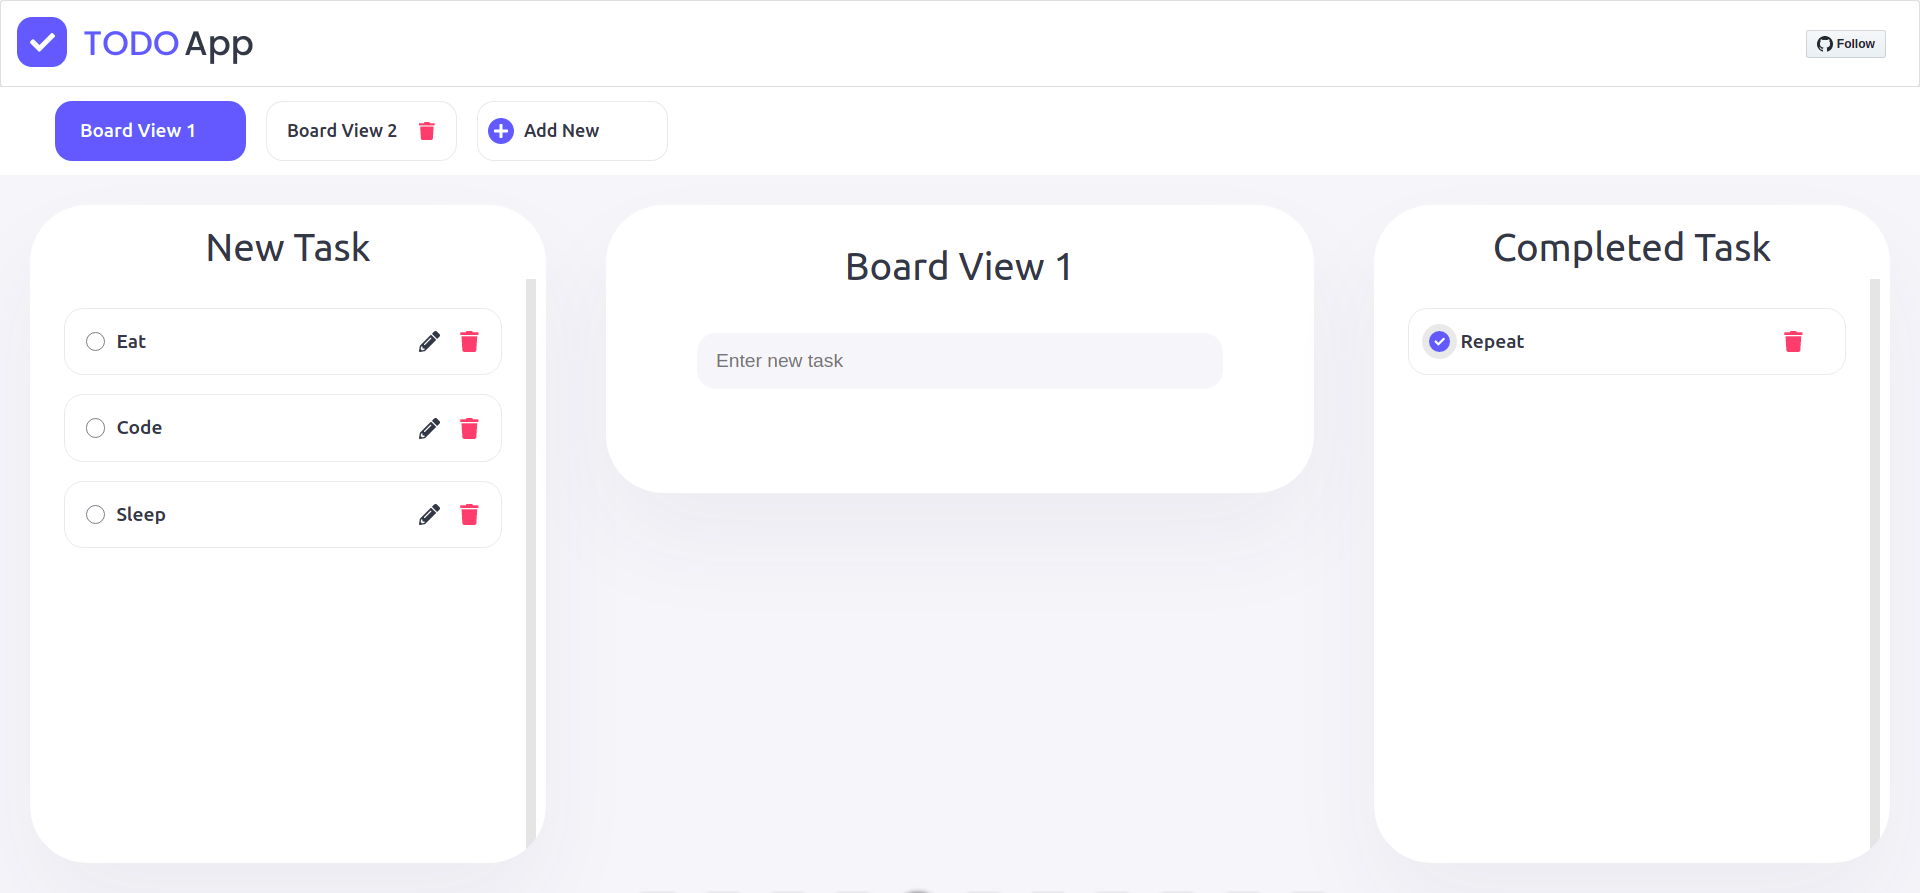 TODO App
Follow
Board View 1
Board View 2
Add New
New Task
Eat
Code
Sleep
Board View 1
Enter new task
Completed Task
Repeat